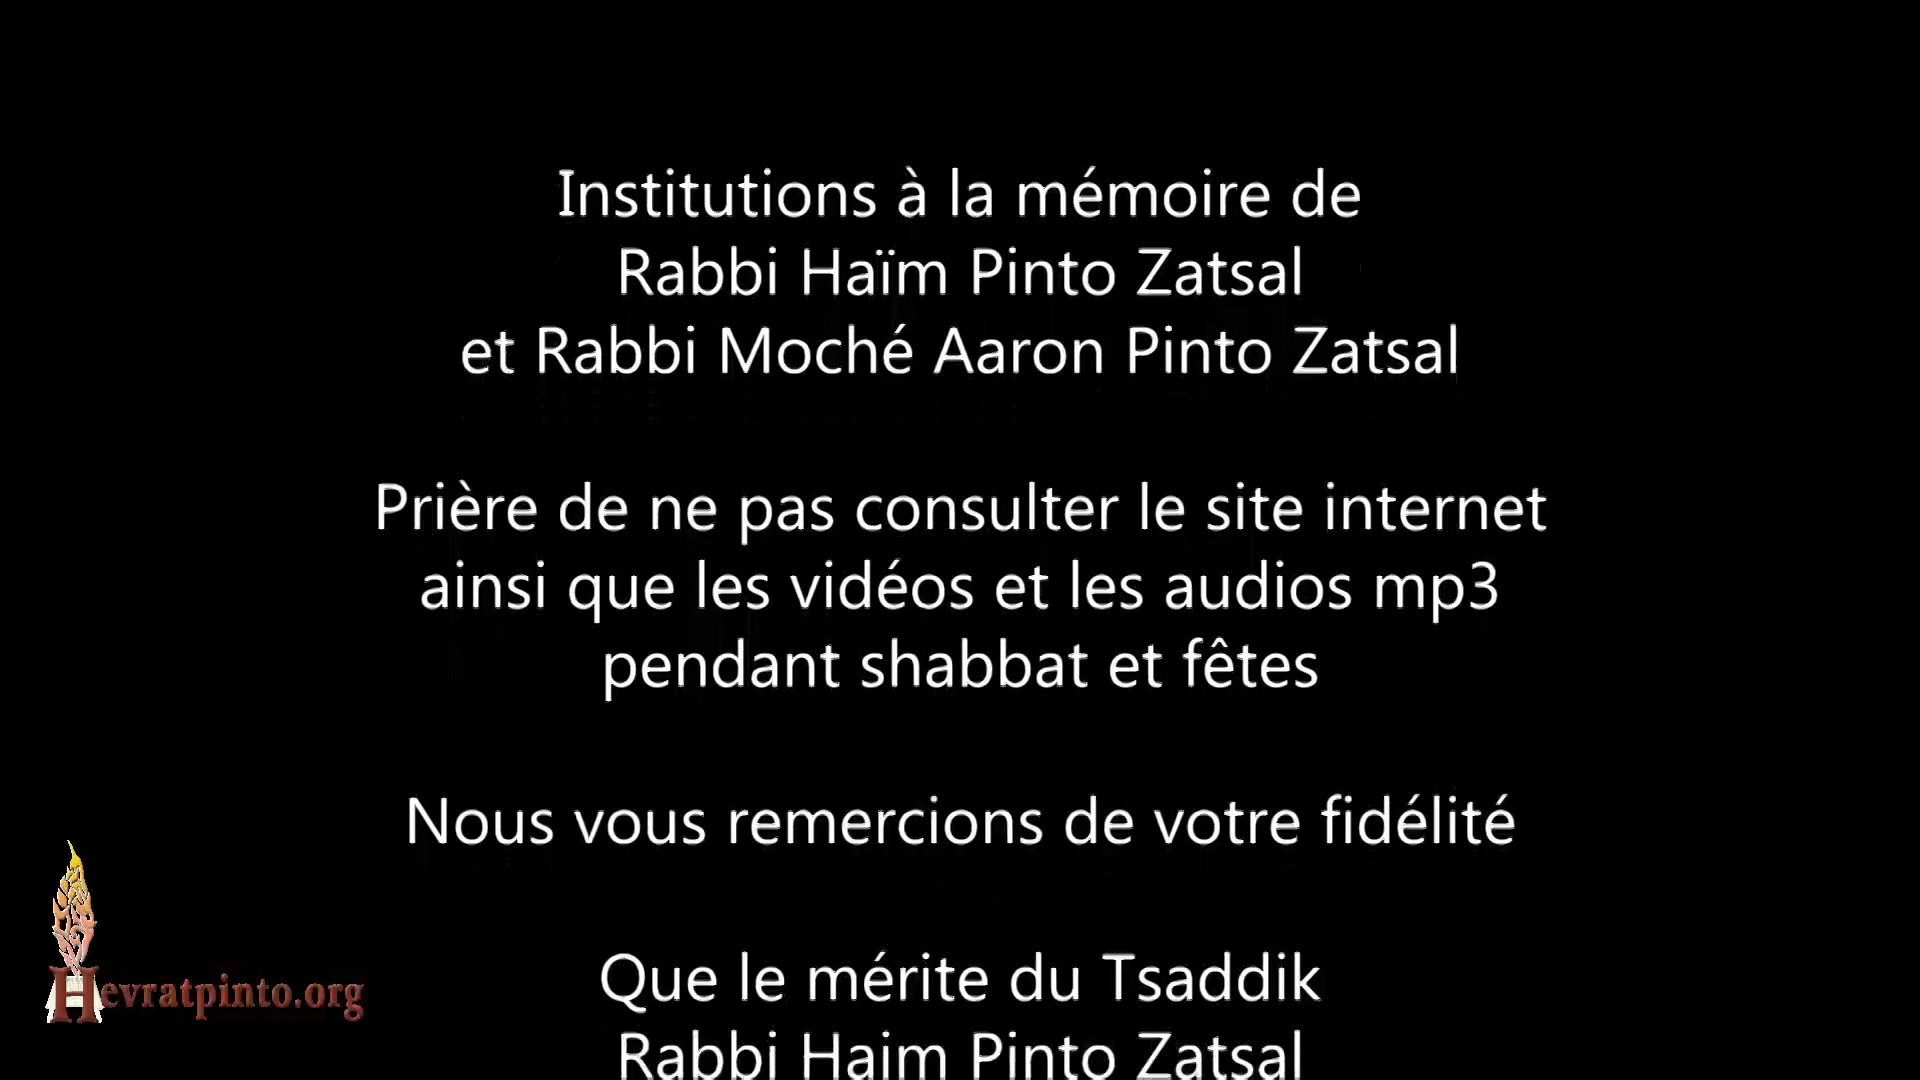 Institutions à la mémoire de
Rabbi Haïm Pinto Zatsal
et Rabbi Moché Aaron Pinto Zatsal
Prière de ne pas consulter le site internet
ainsi que les vidéos et les audios mp3
pendant shabbat et fêtes
Nous vous remercions de votre fidélité
Que le mérite du Tsaddik
Rabbi Haim Pinto Zatsal
Hevratpinto.org